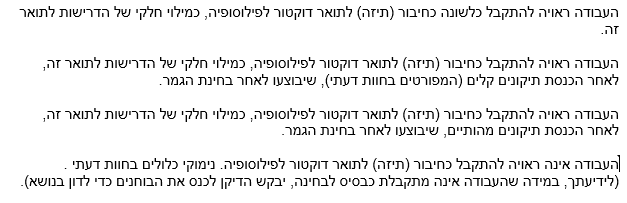 העבודה ראויה להתקבל כלשונה כחיבור (תיזה) לתואר דוקטור לפילוסופיה, כמילוי חלקי של הדרישות לתואר
זה.
העבודה ראויה להתקבל כחיבור (תיזה) לתואר דוקטור לפילוסופיה, כמילוי חלקי של הדרישות לתואר זה,
לאחר הכנסת תיקונים קלים (המפורטים בחוות דעתי), שיבוצעו לאחר בחינת הגמר.
העבודה ראויה להתקבל כחיבור (תיזה) לתואר דוקטור לפילוסופיה, כמילוי חלקי של הדרישות לתואר זה,
לאחר הכנסת תיקונים מהותיים, שיבוצעו לאחר בחינת הגמר.
העבודה אינה ראויה להתקבל כחיבור (תיזה) לתואר דוקטור לפילוסופיה. נימוקי כלולים בחוות דעתי .
(לידיעתך, במידה שהעבודה אינה מתקבלת כבסיס לבחינה, יבקש הדיקן לכנס את הבוחנים כדי לדון בנושא).